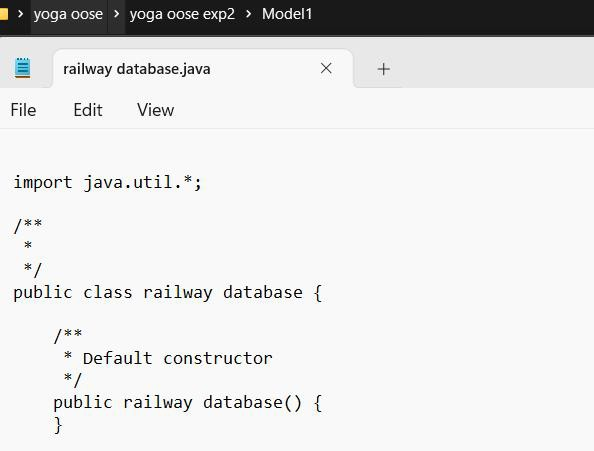 yoga oose > yoga oose exp2 > Model1
railway database.java
File Edit View
import java.util.*;
/**
*
*/
public class railway database {
/**
* Default constructor
*/
public railway database() {
}